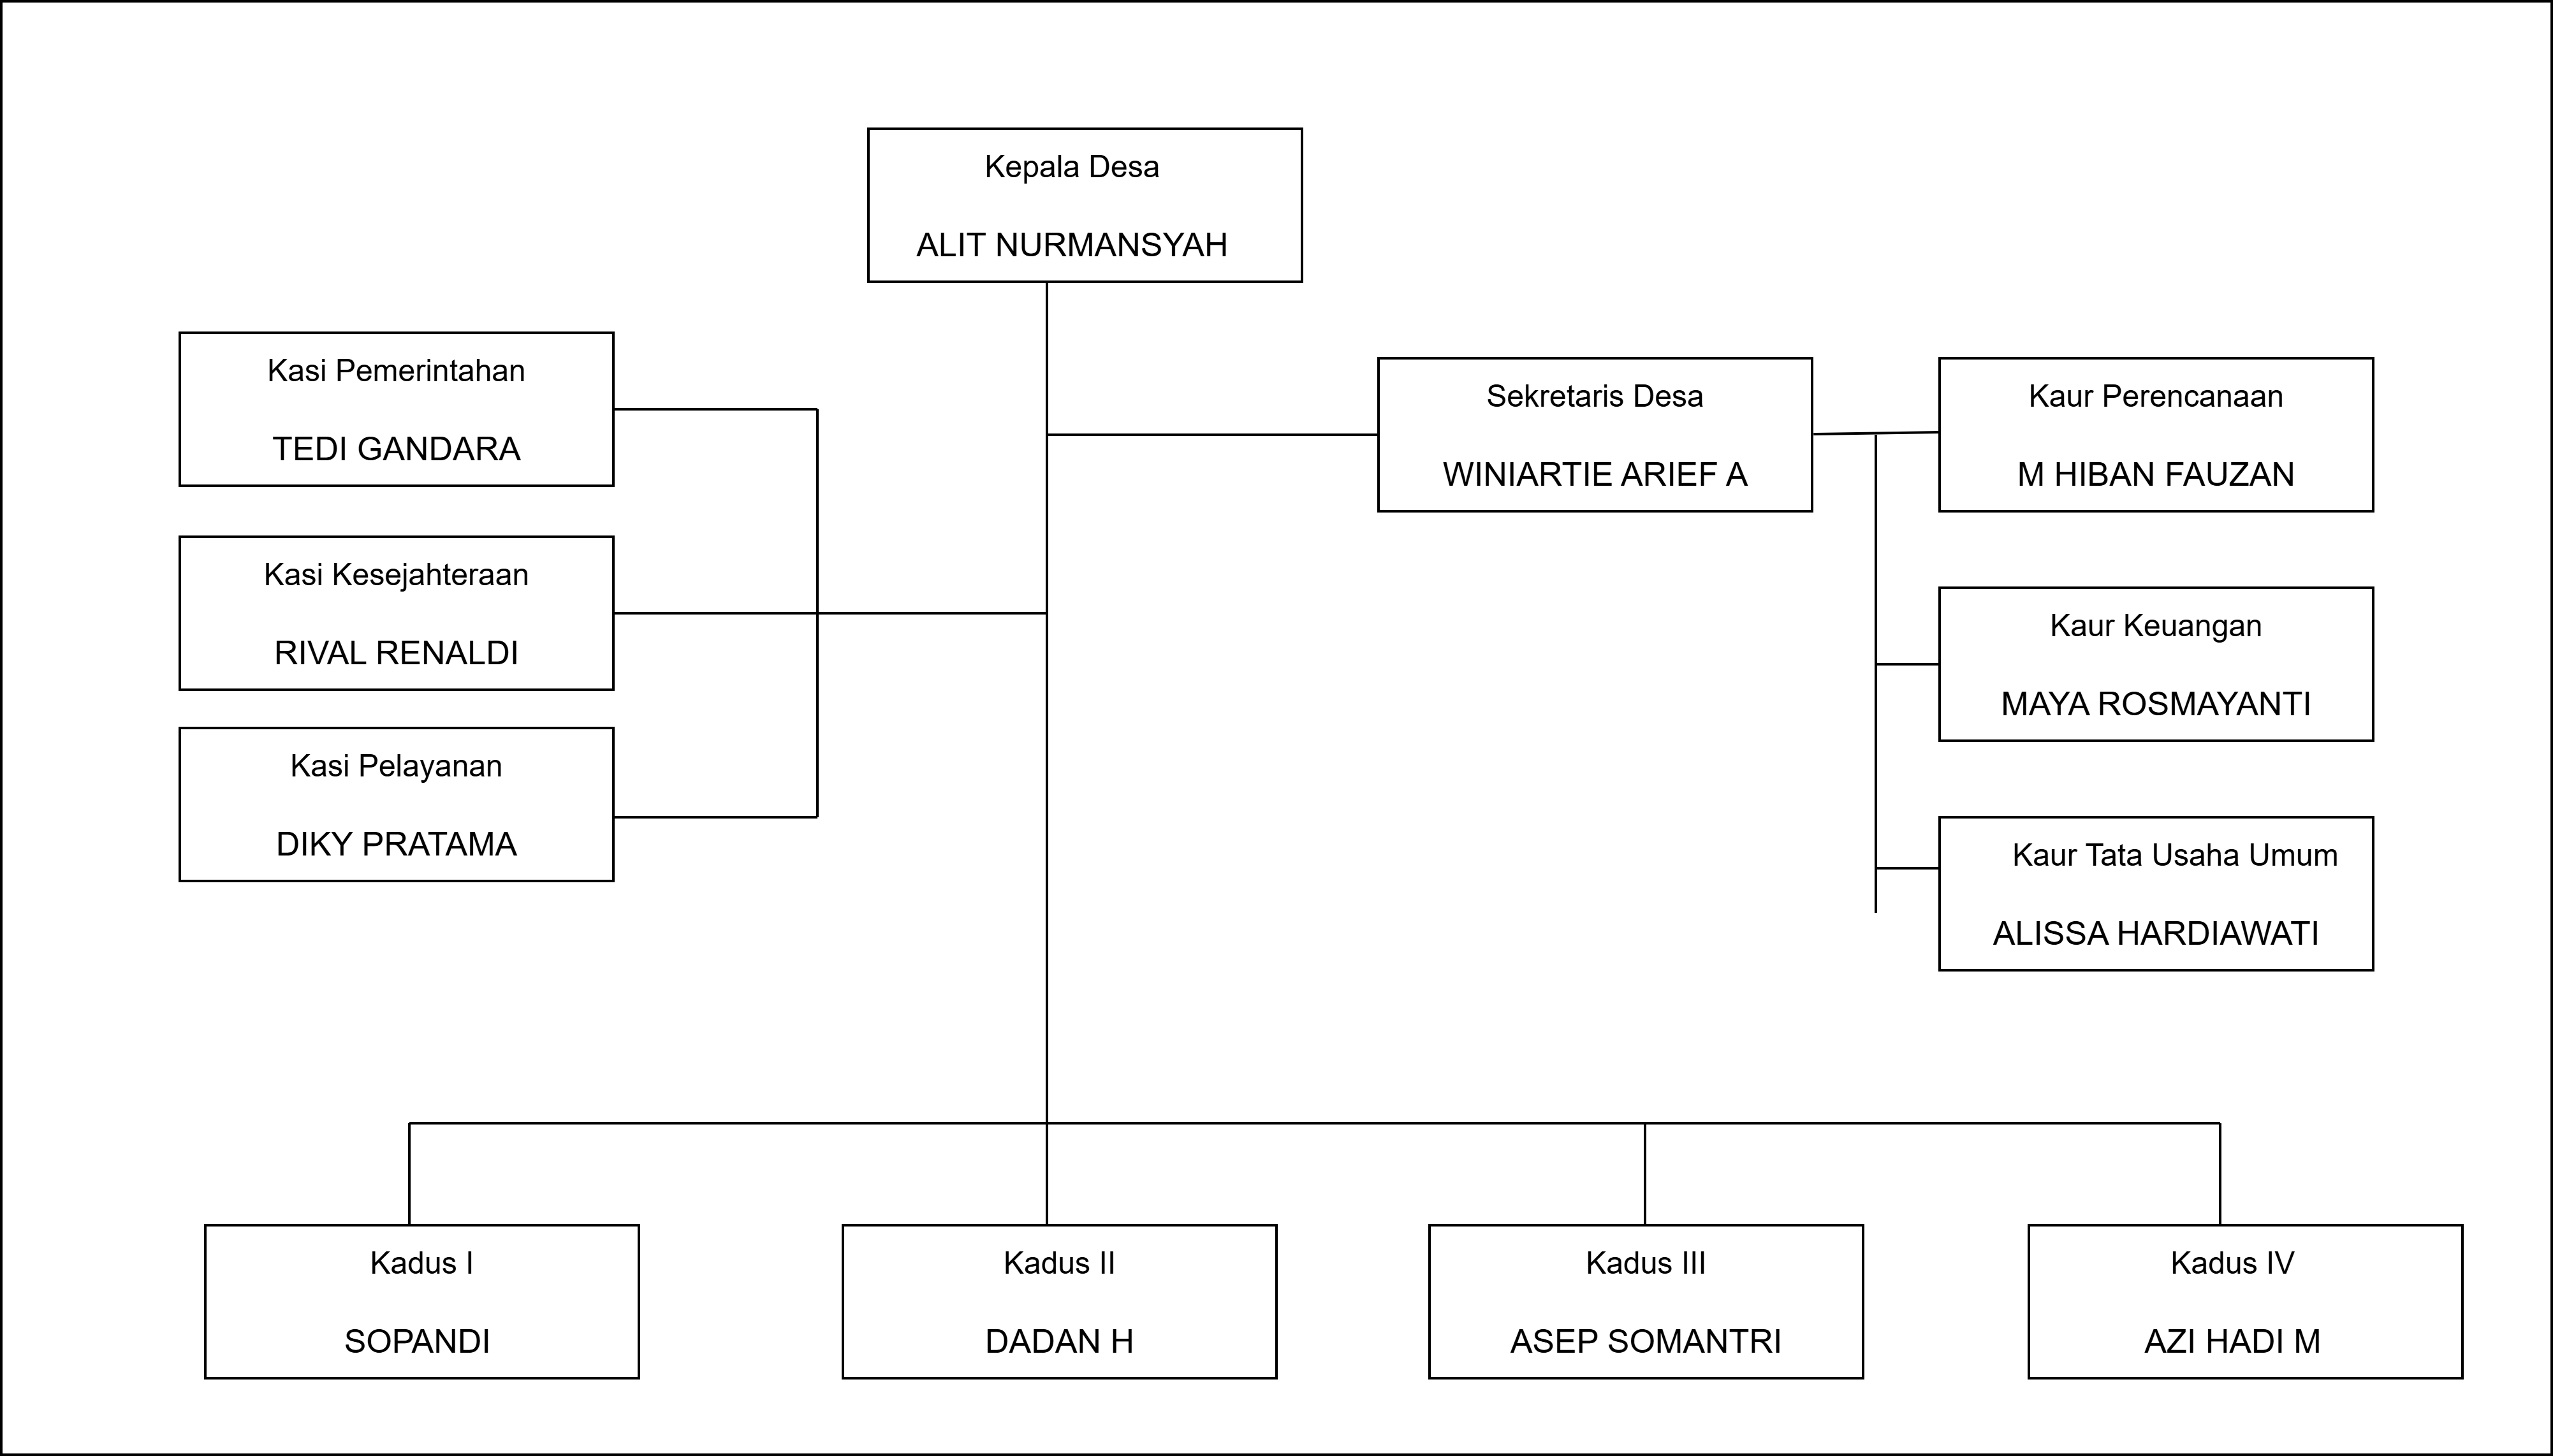 Kepala Desa
ALIT NURMANSYAH
Kasi Pemerintahan
TEDI GANDARA
Sekretaris Desa
WINIARTIE ARIEF A
Kaur Perencanaan
M HIBAN FAUZAN
Kasi Kesejahteraan
RIVAL RENALDI
Kaur Keuangan
MAYA ROSMAYANTI
Kasi Pelayanan
DIKY PRATAMA
Kaur Tata Usaha Umum
ALISSA HARDIAWATI
Kadus I
SOPANDI
Kadus II
DADAN H
Kadus III
ASEP SOMANTRI
Kadus IV
AZI HADI M